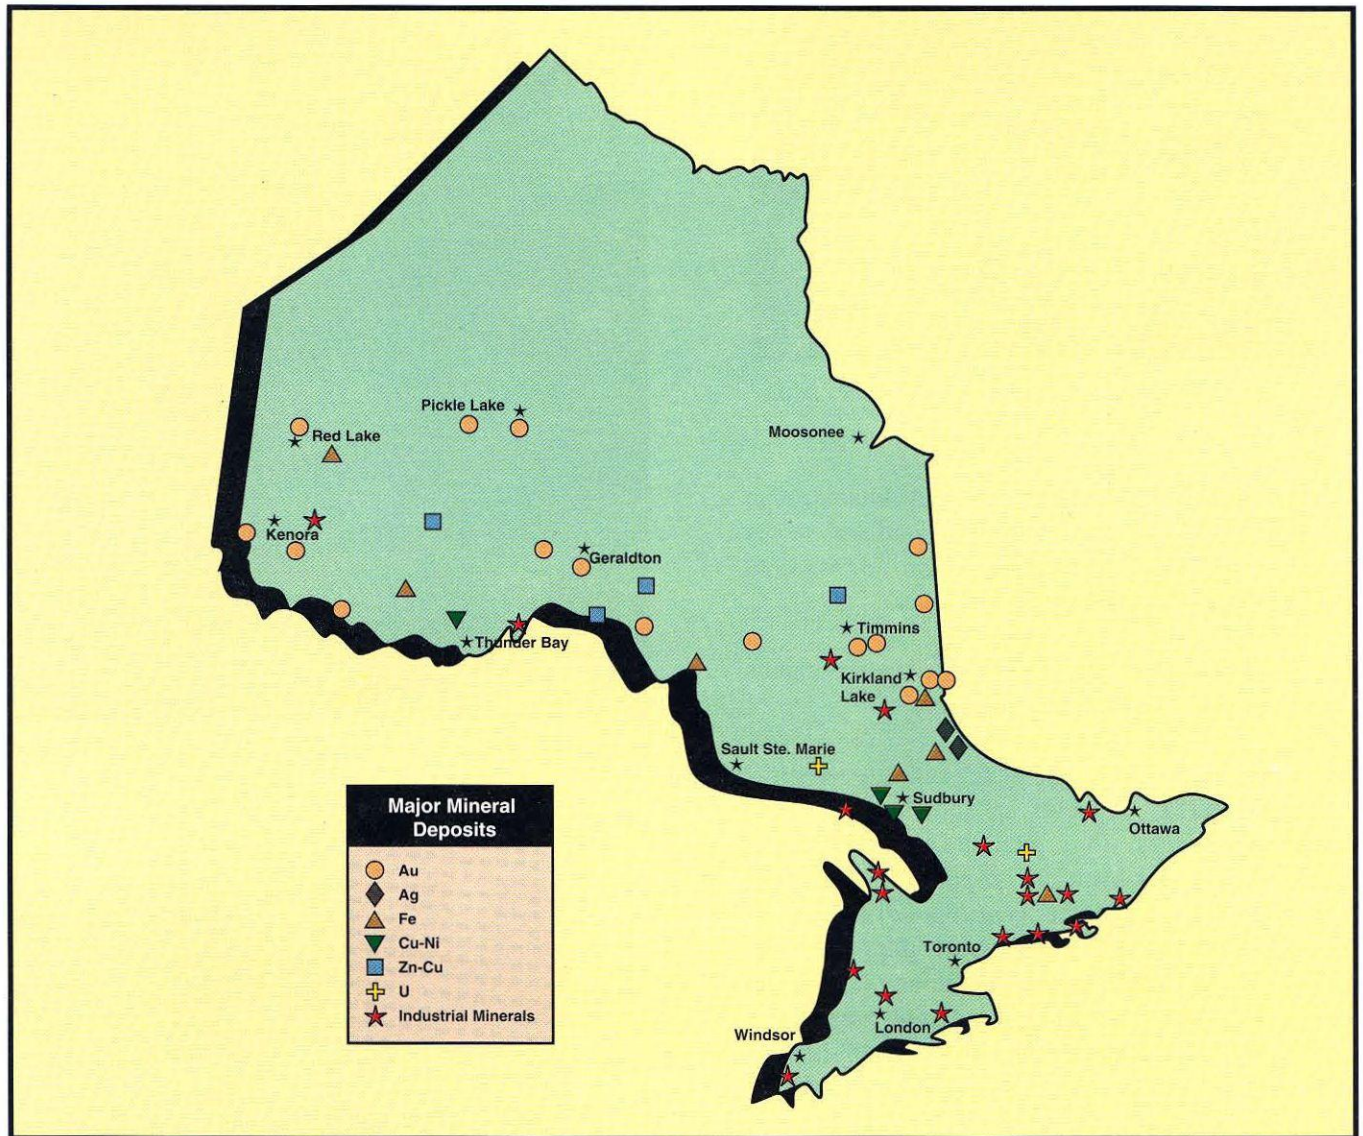 Pickle Lake
Red Lake
Moosonee
Kenora
Geraldton
Timmins
Thunder Bay
Kirkland
Lake
Sault Ste. Marie
Sudbury
Ottawa
Toronto
London
Windsor
Major Mineral
Deposits
Au
Ag
Fe
Cu-Ni
Zn-Cu
U
Industrial Minerals